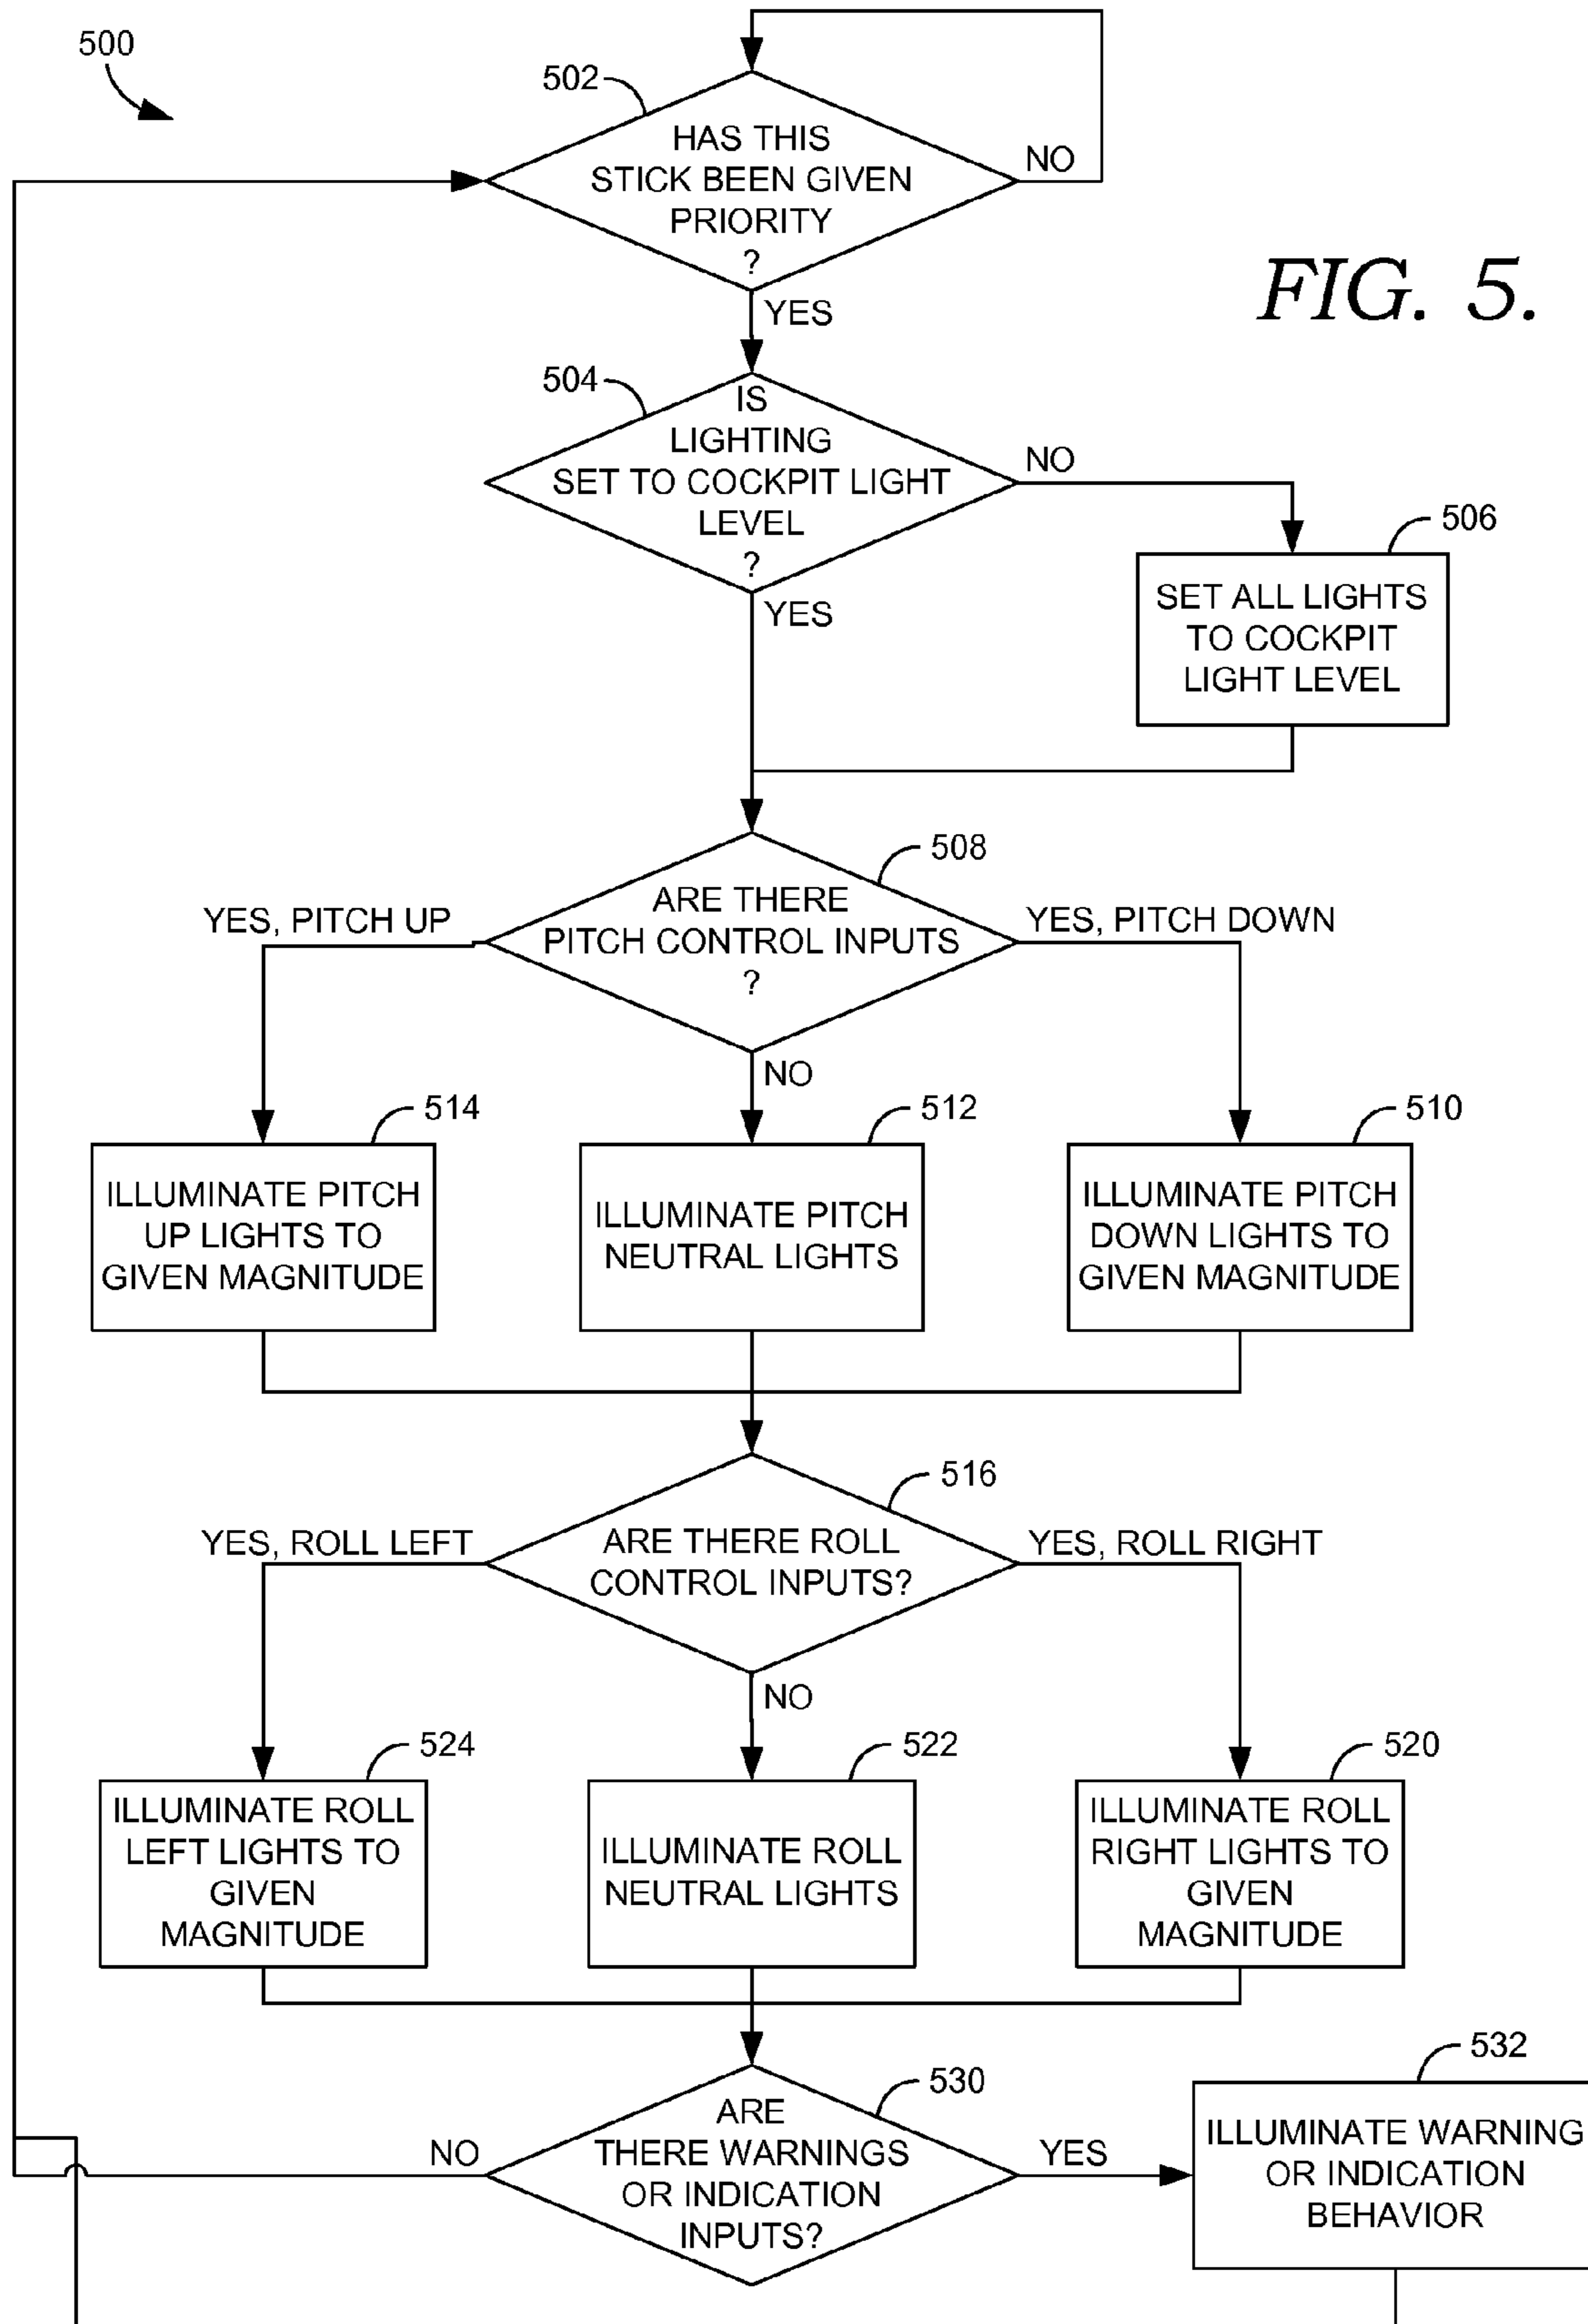 500
502
HAS THIS
STICK BEEN GIVEN
PRIORITY
?
NO
YES
FIG. 5.
504
IS
LIGHTING
SET TO COCKPIT LIGHT
LEVEL
?
NO
YES
506
SET ALL LIGHTS
TO COCKPIT
LIGHT LEVEL
508
ARE THERE
PITCH CONTROL INPUTS
?
YES, PITCH UP
YES, PITCH DOWN
NO
514
ILLUMINATE PITCH
UP LIGHTS TO
GIVEN MAGNITUDE
512
ILLUMINATE PITCH
NEUTRAL LIGHTS
510
ILLUMINATE PITCH
DOWN LIGHTS TO
GIVEN MAGNITUDE
516
ARE THERE ROLL
CONTROL INPUTS?
YES, ROLL LEFT
YES, ROLL RIGHT
NO
524
ILLUMINATE ROLL
LEFT LIGHTS TO
GIVEN
MAGNITUDE
522
ILLUMINATE ROLL
NEUTRAL LIGHTS
520
ILLUMINATE ROLL
RIGHT LIGHTS TO
GIVEN
MAGNITUDE
530
ARE
THERE WARNINGS
OR INDICATION
INPUTS?
NO
YES
532
ILLUMINATE WARNING
OR INDICATION
BEHAVIOR